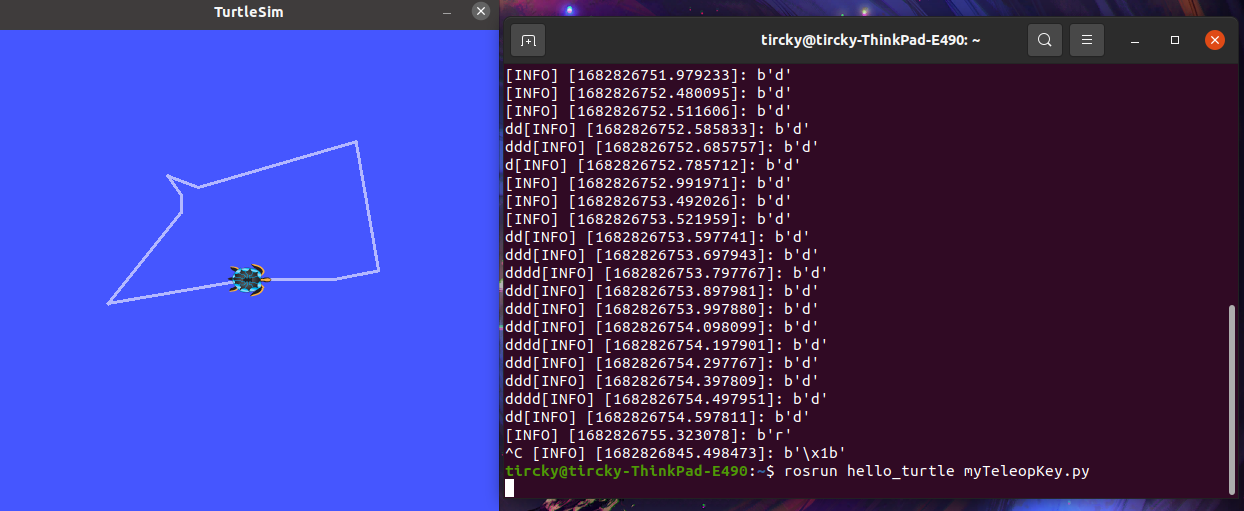 TurtleSim
tircky@tircky-ThinkPad-E490: ~
[INFO] [1682826751.979233]: b'd'
[INFO] [1682826752.480095]: b'd'
[INFO] [1682826752.511606]: b'd'
dd[INFO] [1682826752.585833]: b'd'
ddd[INFO] [1682826752.685757]: b'd'
d[INFO] [1682826752.785712]: b'd'
[INFO] [1682826752.991971]: b'd'
[INFO] [1682826753.492026]: b'd'
[INFO] [1682826753.521959]: b'd'
dd[INFO] [1682826753.597741]: b'd'
ddd[INFO] [1682826753.697943]: b'd'
dddd[INFO] [1682826753.797767]: b'd'
ddd[INFO] [1682826753.897981]: b'd'
ddd[INFO] [1682826753.997880]: b'd'
ddd[INFO] [1682826754.098099]: b'd'
dddd[INFO] [1682826754.197901]: b'd'
ddd[INFO] [1682826754.297767]: b'd'
ddd[INFO] [1682826754.397809]: b'd'
dddd[INFO] [1682826754.497951]: b'd'
dd[INFO] [1682826754.597811]: b'd'
[INFO] [1682826755.323078]: b'r'
^C [INFO] [1682826845.498473]: b'\x1b'
tircky@tircky-ThinkPad-E490:~$ rosrun hello_turtle myTeleopKey.py